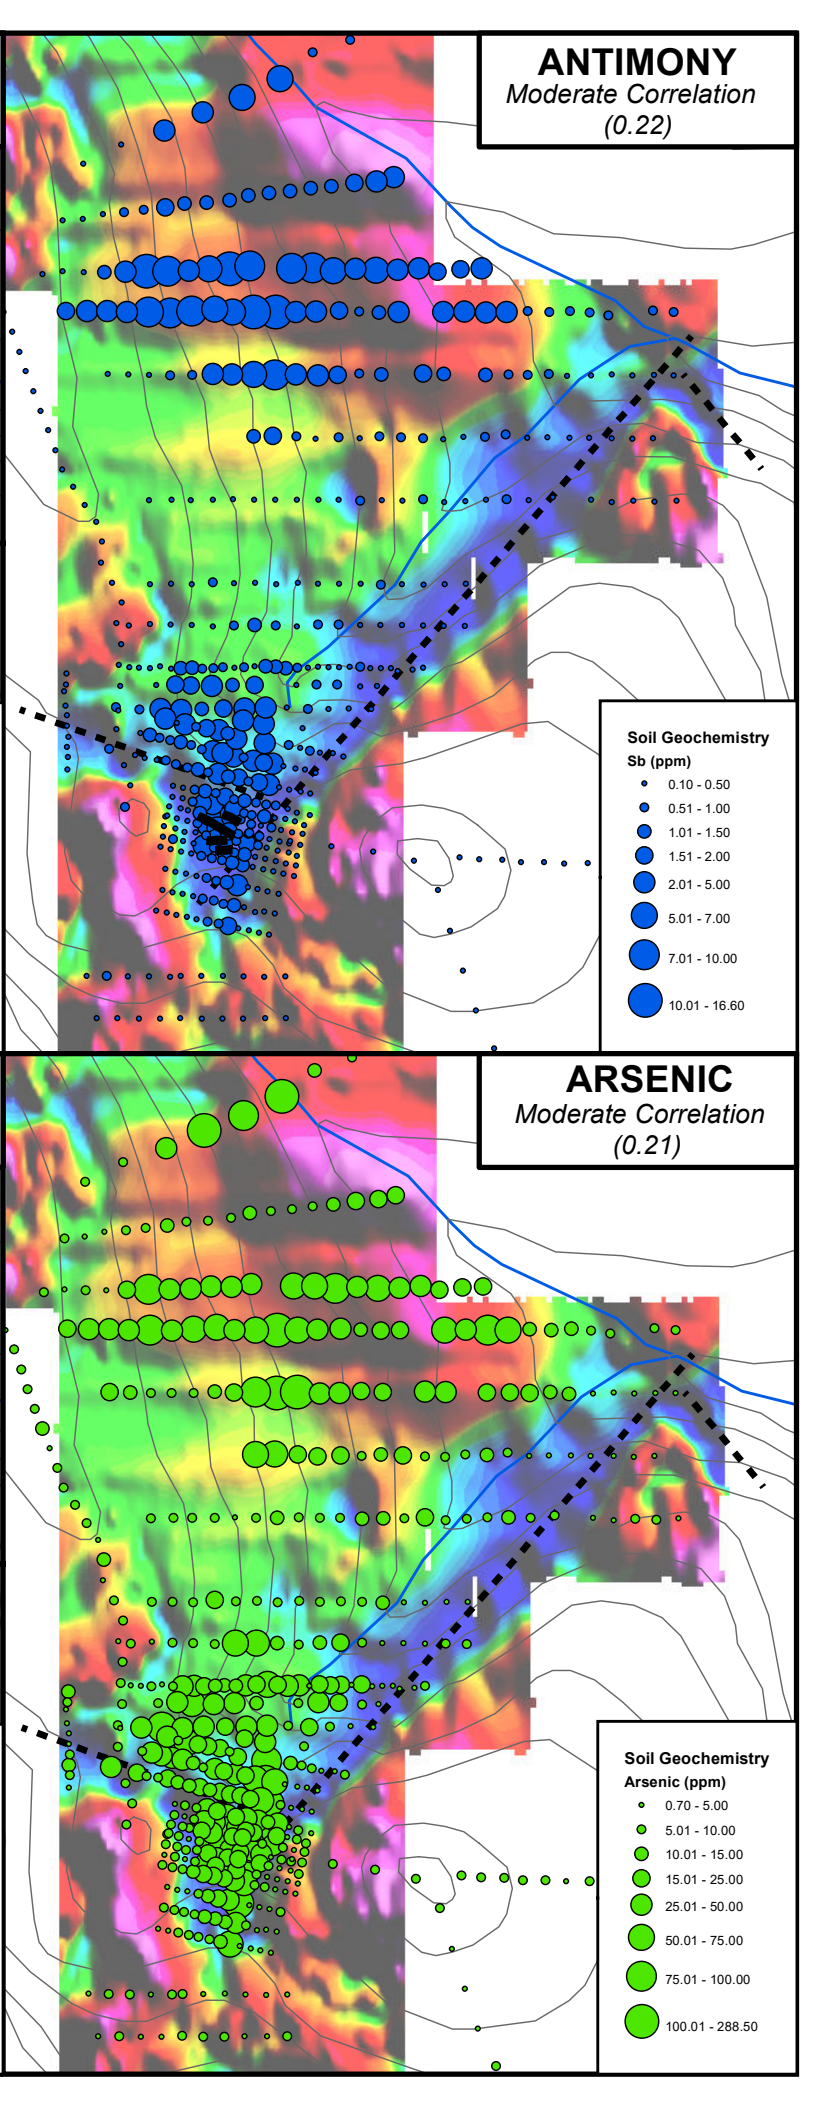 ANTIMONY
Moderate Correlation
(0.22)
Soil Geochemistry
Sb (ppm)
0.10 - 0.50
0.51 - 1.00
1.01 - 1.50
1.51 - 2.00
2.01 - 5.00
5.01 - 7.00
7.01 - 10.00
10.01 - 16.60
ARSENIC
Moderate Correlation
(0.21)
Soil Geochemistry
Arsenic (ppm)
0.70 - 5.00
5.01 - 10.00
10.01 - 15.00
15.01 - 25.00
25.01 - 50.00
50.01 - 75.00
75.01 - 100.00
100.01 - 288.50